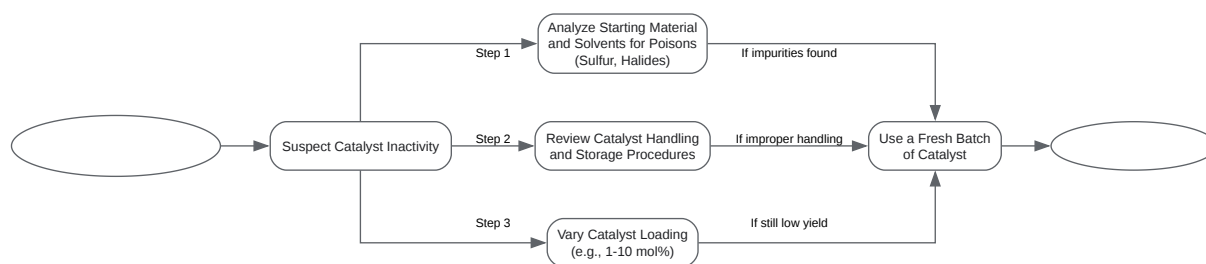 Analyze Starting Material
and Solvents for Poisons
(Sulfur, Halides)
Step 1
If impurities found
Suspect Catalyst Inactivity
Step 2
Review Catalyst Handling
and Storage Procedures
If improper handling
Use a Fresh Batch
of Catalyst
Step 3
Vary Catalyst Loading
(e.g., 1-10 mol%)
If still low yield